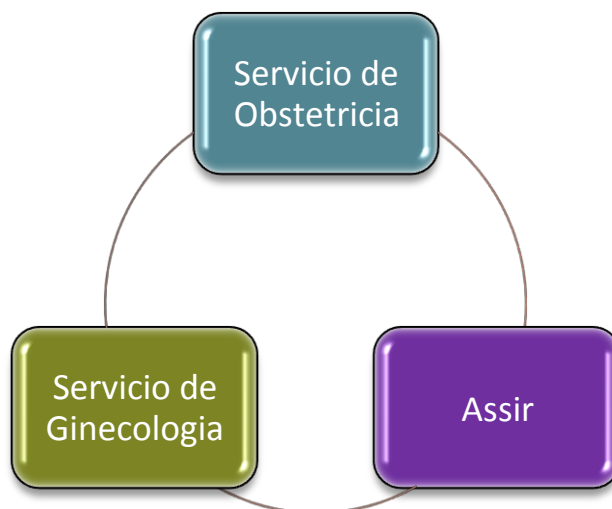 Servicio de
Obstetricia
Servicio de
Ginecologia
Assir